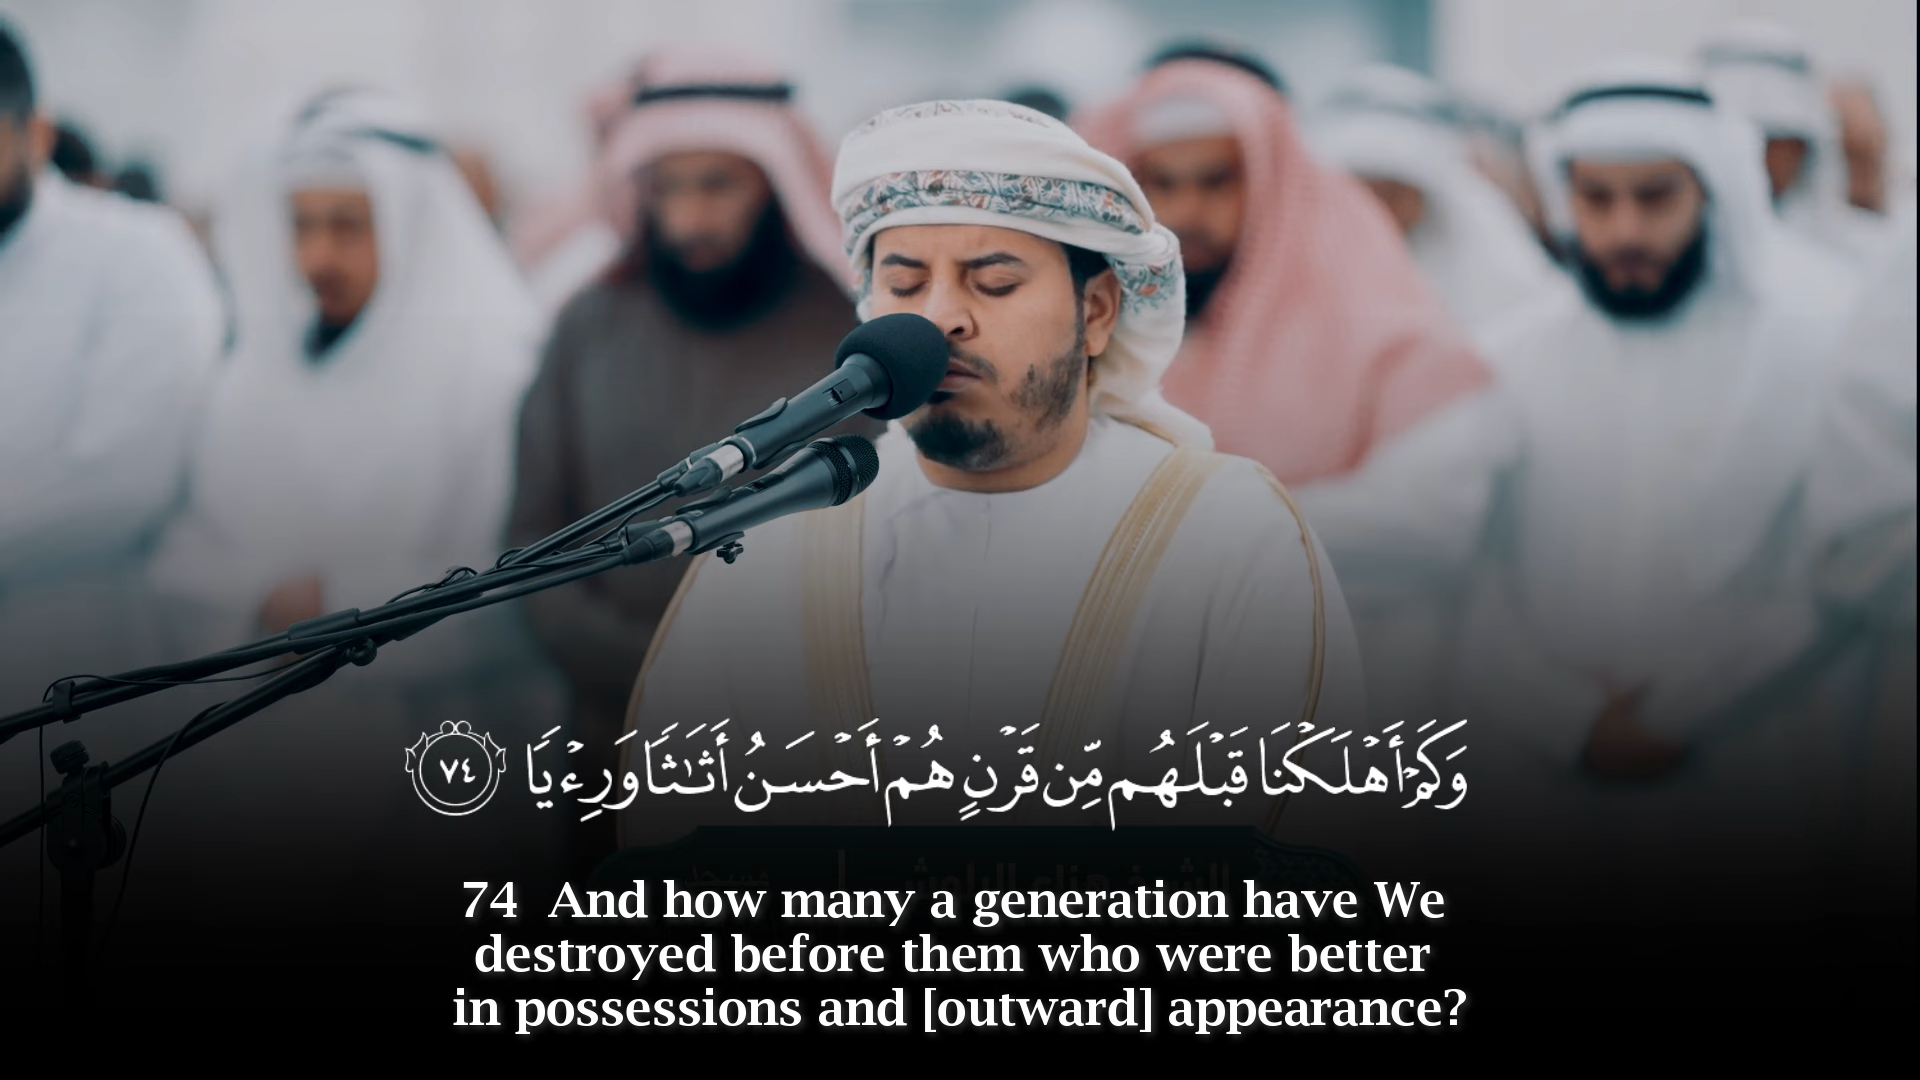 وَكَمْ أَهْلَكْنَا قَبْلَهُم مِّن قَرْنٍ هُمْ أَحْسَنُ أَثَٰثًا وَرِءْيًا ٧٤
74 And how many a generation have We
destroyed before them who were better
in possessions and [outward] appearance?